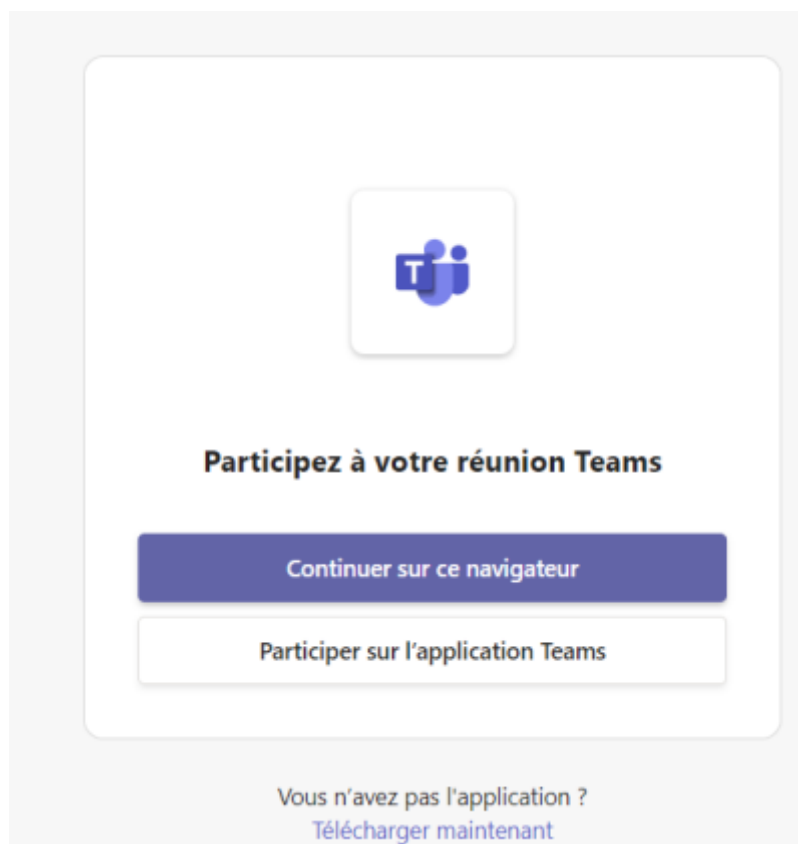 T
Participez à votre réunion Teams
Continuer sur ce navigateur
Participer sur l’application Teams
Vous n’avez pas l'application ?
Télécharger maintenant